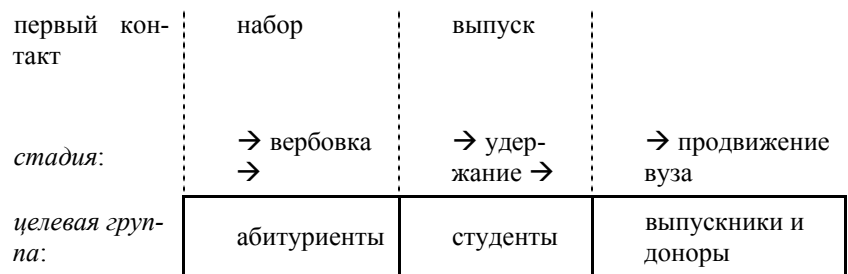 первый кон-
такт
набор
выпуск
стадия:
→ вербовка
→
→ удер-
жание →
→ продвижение
вуза
целевая груп-
па:
абитуриенты
студенты
выпускники и
доноры